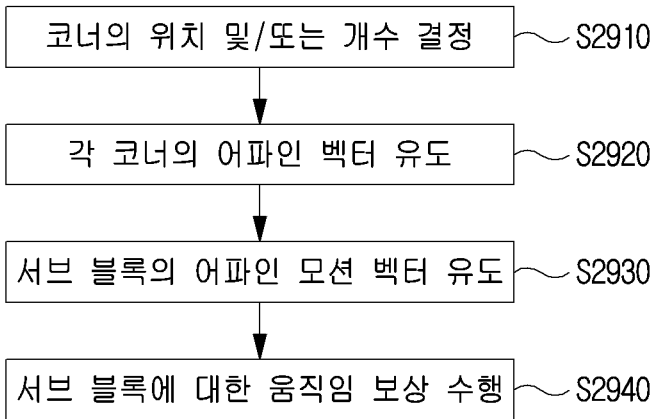 코너의 위치 및/또는 개수 결정 S2910
각 코너의 어파인 벡터 유도 S2920
서브 블록의 어파인 모션 벡터 유도 S2930
서브 블록에 대한 움직임 보상 수행 S2940